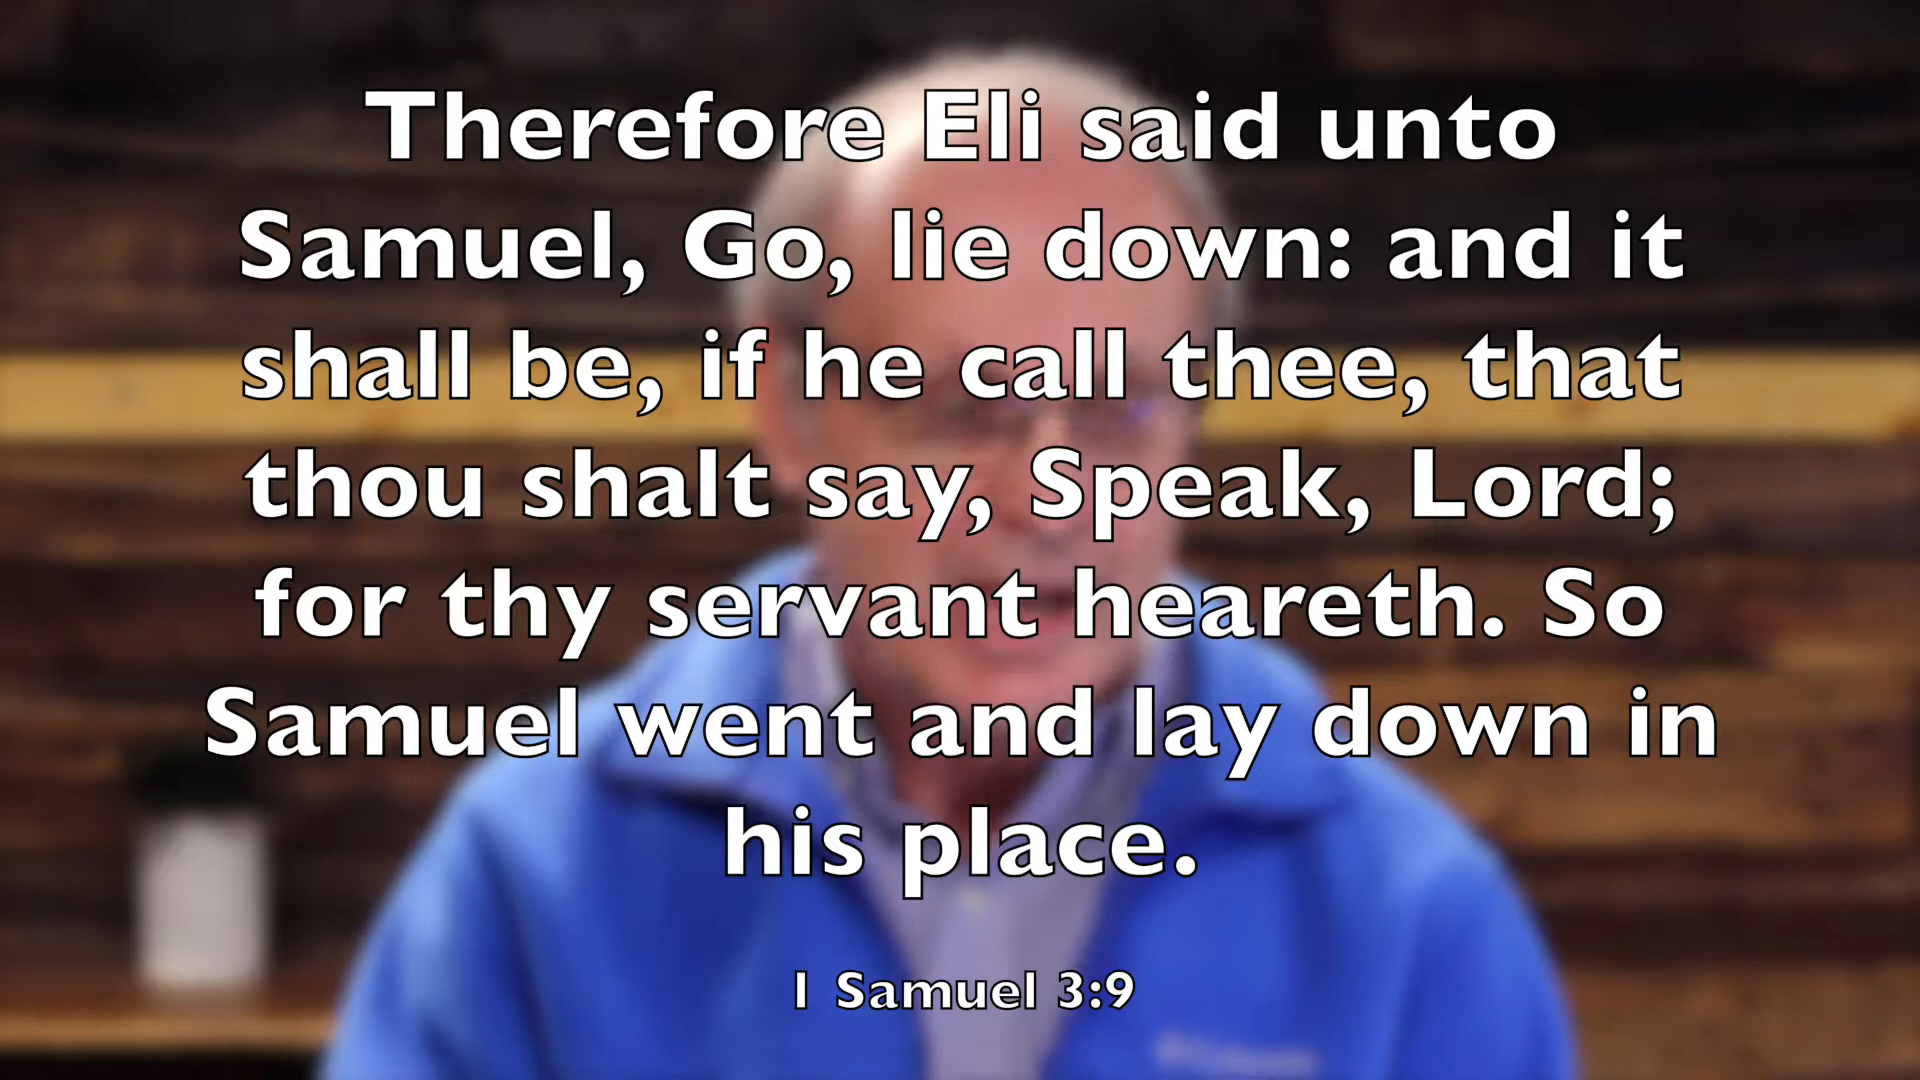 Therefore Eli said unto
Samuel, Go, lie down: and it
shall be, if he call thee, that
thou shalt say, Speak, Lord;
for thy servant heareth. So
Samuel went and lay down in
his place.
1 Samuel 3:9